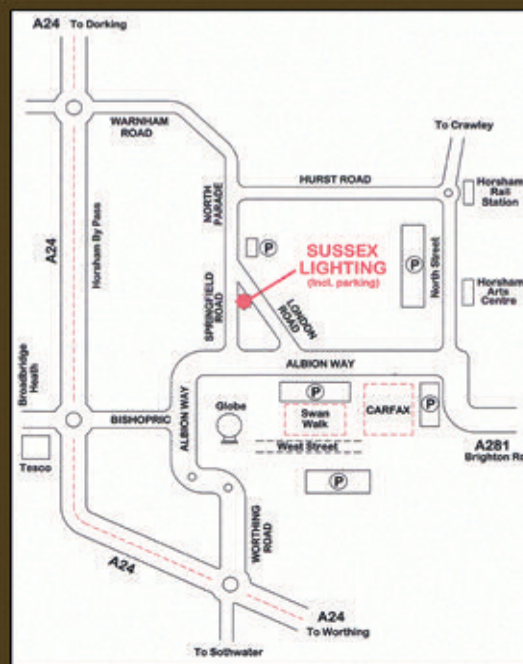 A24 To Dorking
WARNHAM
ROAD
To Crawley
HURST ROAD
Horsham
Rail
Station
NORTH
PARADE
A24
Horsham By Pass
P
SUSSEX
LIGHTING
(incl. parking)
P
North Street
Horsham
Arts
Centre
SPRINGFIELD
ROAD
LONDON
ROAD
Broadbridge
Heath
ALBION WAY
ALBION WAY
P
Globe
Swan
Walk
CARFAX
P
BISHOPRIC
West Street
A281
Brighton Ro
Tesco
P
WORTHING
ROAD
A24
A24
To Worthing
To Sothwater